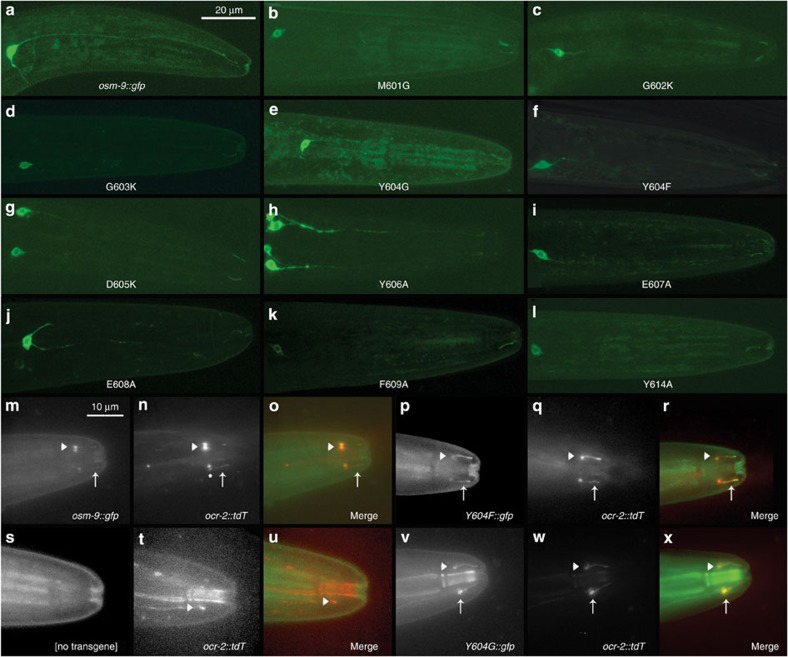 a
20 μm
osm-9::gfp
b
M601G
c
G602K
d
G603K
e
Y604G
f
Y604F
g
D605K
h
Y606A
i
E607A
j
E608A
k
F609A
l
Y614A
m
10 μm
osm-9::gfp
n
ocr-2::tdT
o
Merge
p
Y604F::gfp
q
ocr-2::tdT
r
Merge
s
[no transgene]
t
ocr-2::tdT
u
Merge
v
Y604G::gfp
w
ocr-2::tdT
x
Merge